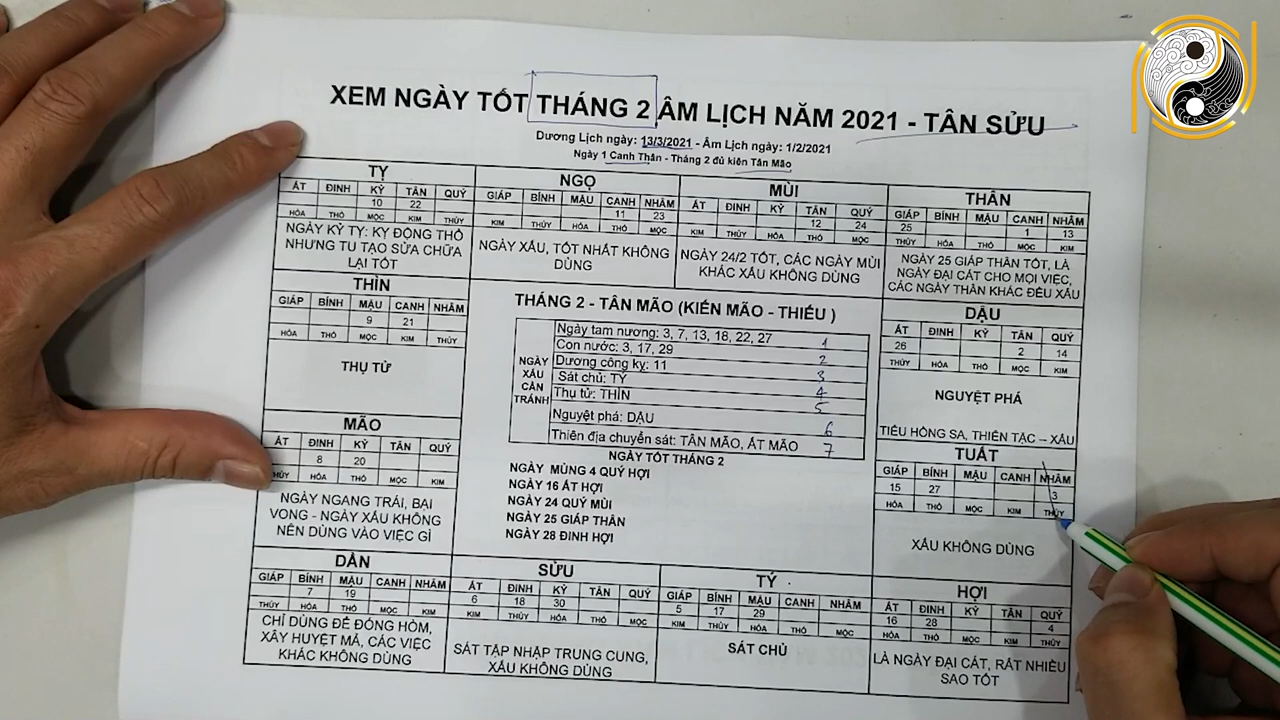 XEM NGÀY TỐT THÁNG 2 ÂM LỊCH NĂM 2021 - TÂN SỬU
Dương Lịch ngày: 13/3/2021 - Âm Lịch ngày: 1/2/2021
Ngày 1 Canh Thân - Tháng 2 đủ kiến Tân Mão
TỴ
ẤT ĐINH KỶ TÂN QUÝ
10 22
HỎA THỔ MỘC KIM THỦY
NGÀY KỶ TỴ: KỴ ĐỘNG THỔ
NHƯNG TU TẠO SỬA CHỮA
LẠI TỐT
NGỌ
GIÁP BÍNH MẬU CANH NHÂM
11 23
KIM THỦY HỎA THỔ MỘC
NGÀY XẤU, TỐT NHẤT KHÔNG
DÙNG
MÙI
ẤT ĐINH KỶ TÂN QUÝ
12 24
KIM THỦY HỎA THỔ MỘC
NGÀY 24/2 TỐT, CÁC NGÀY MÙI
KHÁC XẤU KHÔNG DÙNG
THÂN
GIÁP BÍNH MẬU CANH NHÂM
25 1 13
THỦY HỎA THỔ MỘC KIM
NGÀY 25 GIÁP THÂN TỐT, LÀ
NGÀY ĐẠI CÁT CHO MỌI VIỆC,
CÁC NGÀY THÂN KHÁC ĐỀU XẤU
THÌN
GIÁP BÍNH MẬU CANH NHÂM
9 21
HỎA THỔ MỘC KIM THỦY
THỤ TỬ
THÁNG 2 - TÂN MÃO (KIẾN MÃO - THIẾU )
NGÀY
XẤU
CẦN
TRÁNH
Ngày tam nương: 3, 7, 13, 18, 22, 27 1
Con nước: 3, 17, 29 2
Dương công kỵ: 11 3
Sát chủ: TÝ 4
Thụ tử: THÌN 5
Nguyệt phá: DẬU 6
Thiên địa chuyển sát: TÂN MÃO, ẤT MÃO 7
NGÀY TỐT THÁNG 2
NGÀY MÙNG 4 QUÝ HỢI
NGÀY 16 ẤT HỢI
NGÀY 24 QUÝ MÙI
NGÀY 25 GIÁP THÂN
NGÀY 28 ĐINH HỢI
DẬU
ẤT ĐINH KỶ TÂN QUÝ
26 2 14
THỦY HỎA THỔ MỘC KIM
NGUYỆT PHÁ
TIỂU HỒNG SA, THIÊN TẶC – XẤU
MÃO
ẤT ĐINH KỶ TÂN QUÝ
8 20
THỦY HỎA THỔ MỘC KIM
NGÀY NGANG TRÁI, BẠI
VONG - NGÀY XẤU KHÔNG
NÊN DÙNG VÀO VIỆC GÌ
TUẤT
GIÁP BÍNH MẬU CANH NHÂM
15 27 3
HỎA THỔ MỘC KIM THỦY
XẤU KHÔNG DÙNG
DẦN
GIÁP BÍNH MẬU CANH NHÂM
7 19
THỦY HỎA THỔ MỘC KIM
CHỈ DÙNG ĐỂ ĐÓNG HÒM,
XÂY HUYỆT MẢ, CÁC VIỆC
KHÁC KHÔNG DÙNG
SỬU
ẤT ĐINH KỶ TÂN QUÝ
6 18 30
KIM THỦY HỎA THỔ MỘC
SÁT TẬP NHẬP TRUNG CUNG,
XẤU KHÔNG DÙNG
TÝ
GIÁP BÍNH MẬU CANH NHÂM
5 17 29
KIM THỦY HỎA THỔ MỘC
SÁT CHỦ
HỢI
ẤT ĐINH KỶ TÂN QUÝ
16 28 4
HỎA THỔ MỘC KIM THỦY
LÀ NGÀY ĐẠI CÁT, RẤT NHIỀU
SAO TỐT